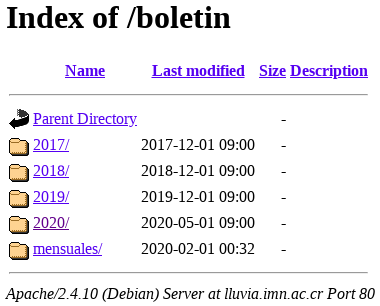 Index of /boletin
Name Last modified Size Description
Parent Directory -
2017/ 2017-12-01 09:00 -
2018/ 2018-12-01 09:00 -
2019/ 2019-12-01 09:00 -
2020/ 2020-05-01 09:00 -
mensuales/ 2020-02-01 00:32 -
Apache/2.4.10 (Debian) Server at lluvia.imn.ac.cr Port 80